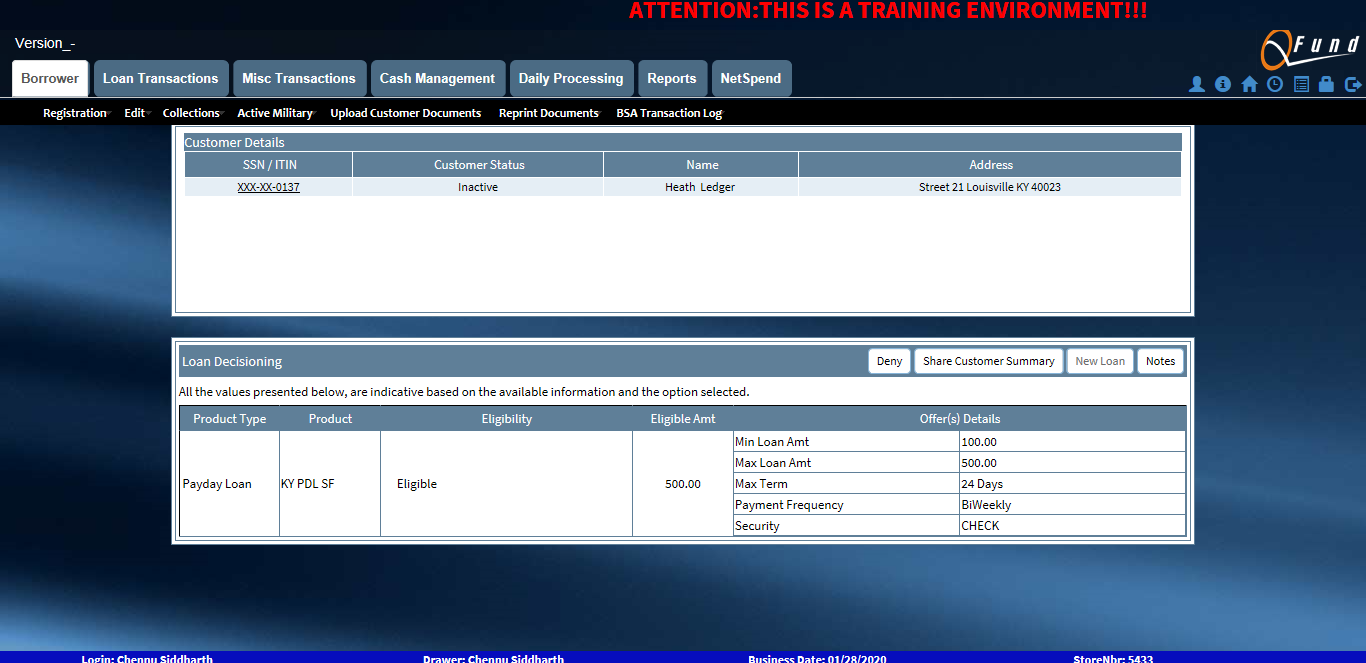 ATTENTION:THIS IS A TRAINING ENVIRONMENT!!!
Version_-
QFund
Borrower Loan Transactions Misc Transactions Cash Management Daily Processing Reports NetSpend
Registration Edit Collections Active Military Upload Customer Documents Reprint Documents BSA Transaction Log
Customer Details
SSN / ITIN Customer Status Name Address
XXX-XX-0137 Inactive Heath Ledger Street 21 Louisville KY 40023
Loan Decisioning Deny Share Customer Summary New Loan Notes
All the values presented below, are indicative based on the available information and the option selected.
Product Type Product Eligibility Eligible Amt Offer(s) Details
Min Loan Amt 100.00
Max Loan Amt 500.00
Payday Loan KY PDL SF Eligible 500.00 Max Term 24 Days
Payment Frequency BiWeekly
Security CHECK
Login: Chennu Siddharth Drawer: Chennu Siddharth Business Date: 01/28/2020 StoreNbr: 5433